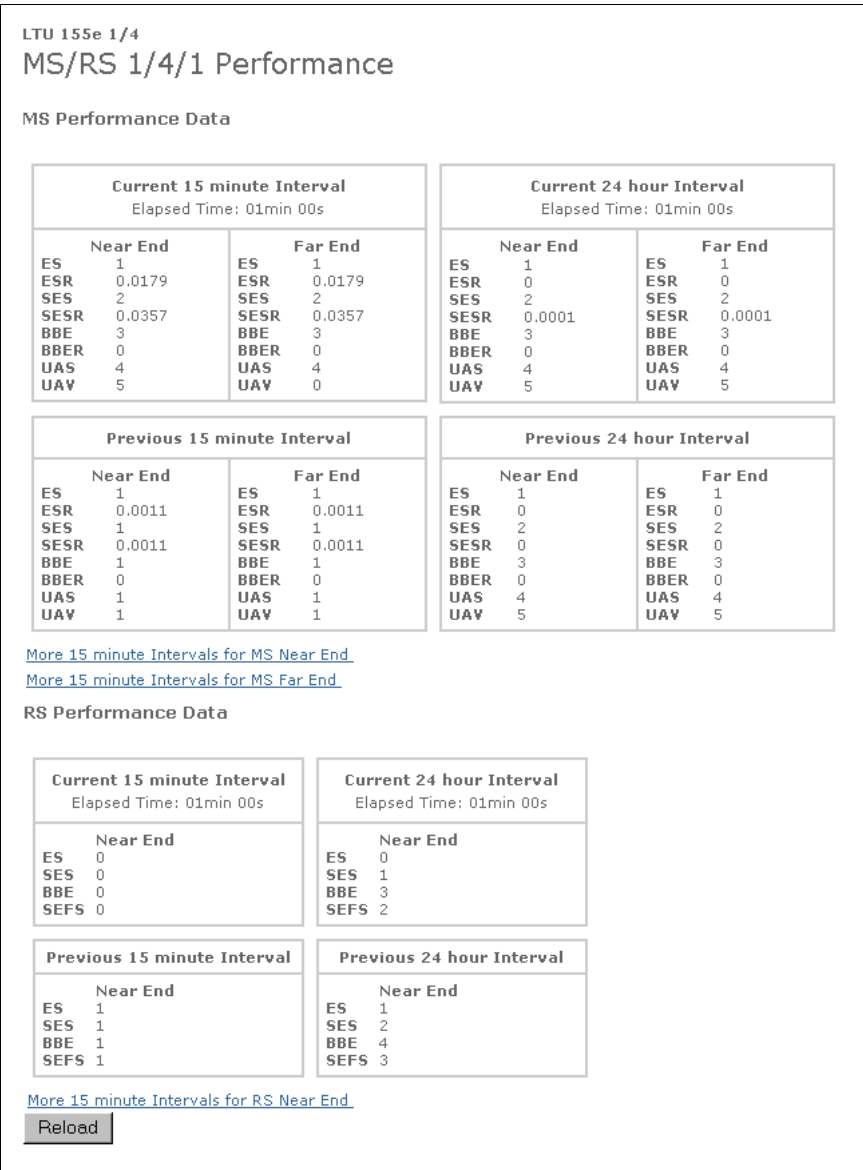 LTU 155e 1/4
MS/RS 1/4/1 Performance
MS Performance Data
Current 15 minute Interval
Elapsed Time: 01min 00s
Near End Far End
ES 1 ES 1
ESR 0.0179 ESR 0.0179
SES 2 SES 2
SESR 0.0357 SESR 0.0357
BBE 3 BBE 3
BBER 0 BBER 0
UAS 4 UAS 4
UAV 5 UAV 0
Current 24 hour Interval
Elapsed Time: 01min 00s
Near End Far End
ES 1 ES 1
ESR 0 ESR 0
SES 2 SES 2
SESR 0.0001 SESR 0.0001
BBE 3 BBE 3
BBER 0 BBER 0
UAS 4 UAS 4
UAV 5 UAV 5
Previous 15 minute Interval
Near End Far End
ES 1 ES 1
ESR 0.0011 ESR 0.0011
SES 1 SES 1
SESR 0.0011 SESR 0.0011
BBE 1 BBE 1
BBER 0 BBER 0
UAS 1 UAS 1
UAV 1 UAV 1
Previous 24 hour Interval
Near End Far End
ES 1 ES 1
ESR 0 ESR 0
SES 2 SES 2
SESR 0 SESR 0
BBE 3 BBE 3
BBER 0 BBER 0
UAS 4 UAS 4
UAV 5 UAV 5
More 15 minute Intervals for MS Near End
More 15 minute Intervals for MS Far End
RS Performance Data
Current 15 minute Interval
Elapsed Time: 01min 00s
Near End
ES 0
SES 0
BBE 0
SEFS 0
Current 24 hour Interval
Elapsed Time: 01min 00s
Near End
ES 0
SES 1
BBE 3
SEFS 2
Previous 15 minute Interval
Near End
ES 1
SES 1
BBE 1
SEFS 1
Previous 24 hour Interval
Near End
ES 1
SES 2
BBE 4
SEFS 3
More 15 minute Intervals for RS Near End
Reload